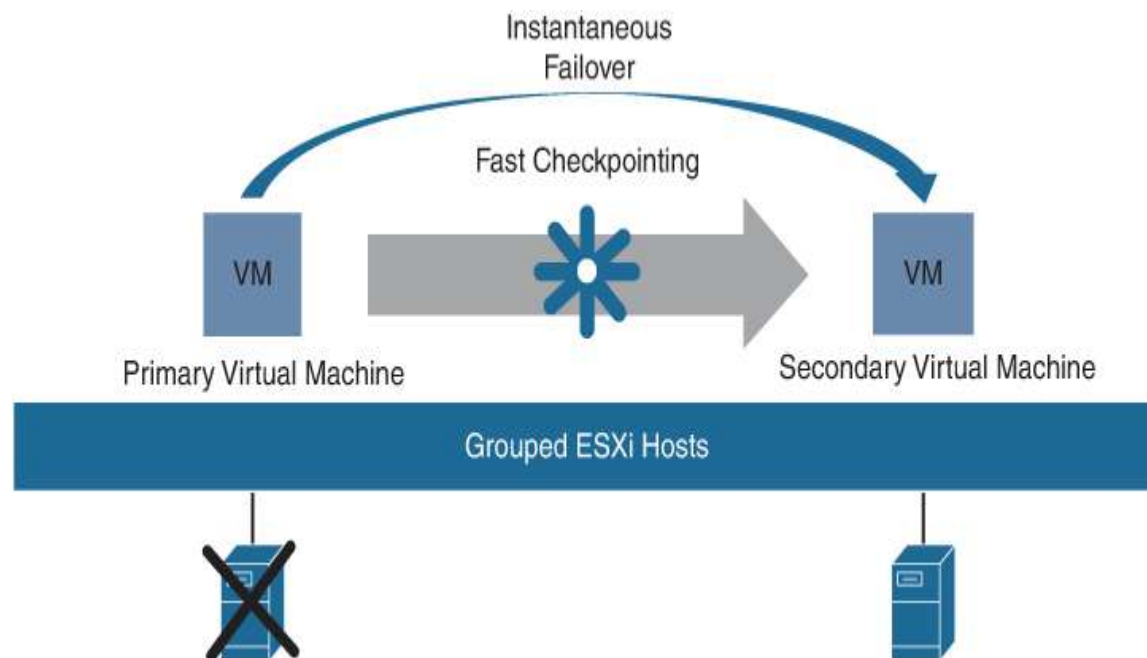 Instantaneous
Failover
Fast Checkpointing
VM
VM
Primary Virtual Machine
Secondary Virtual Machine
Grouped ESXi Hosts